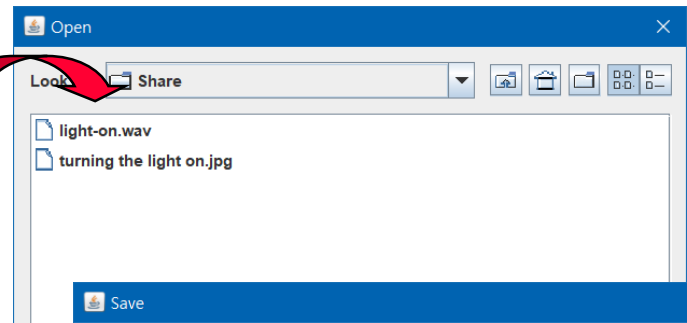 Open
Look
Share
light-on.wav
turning the light on.jpg
Save